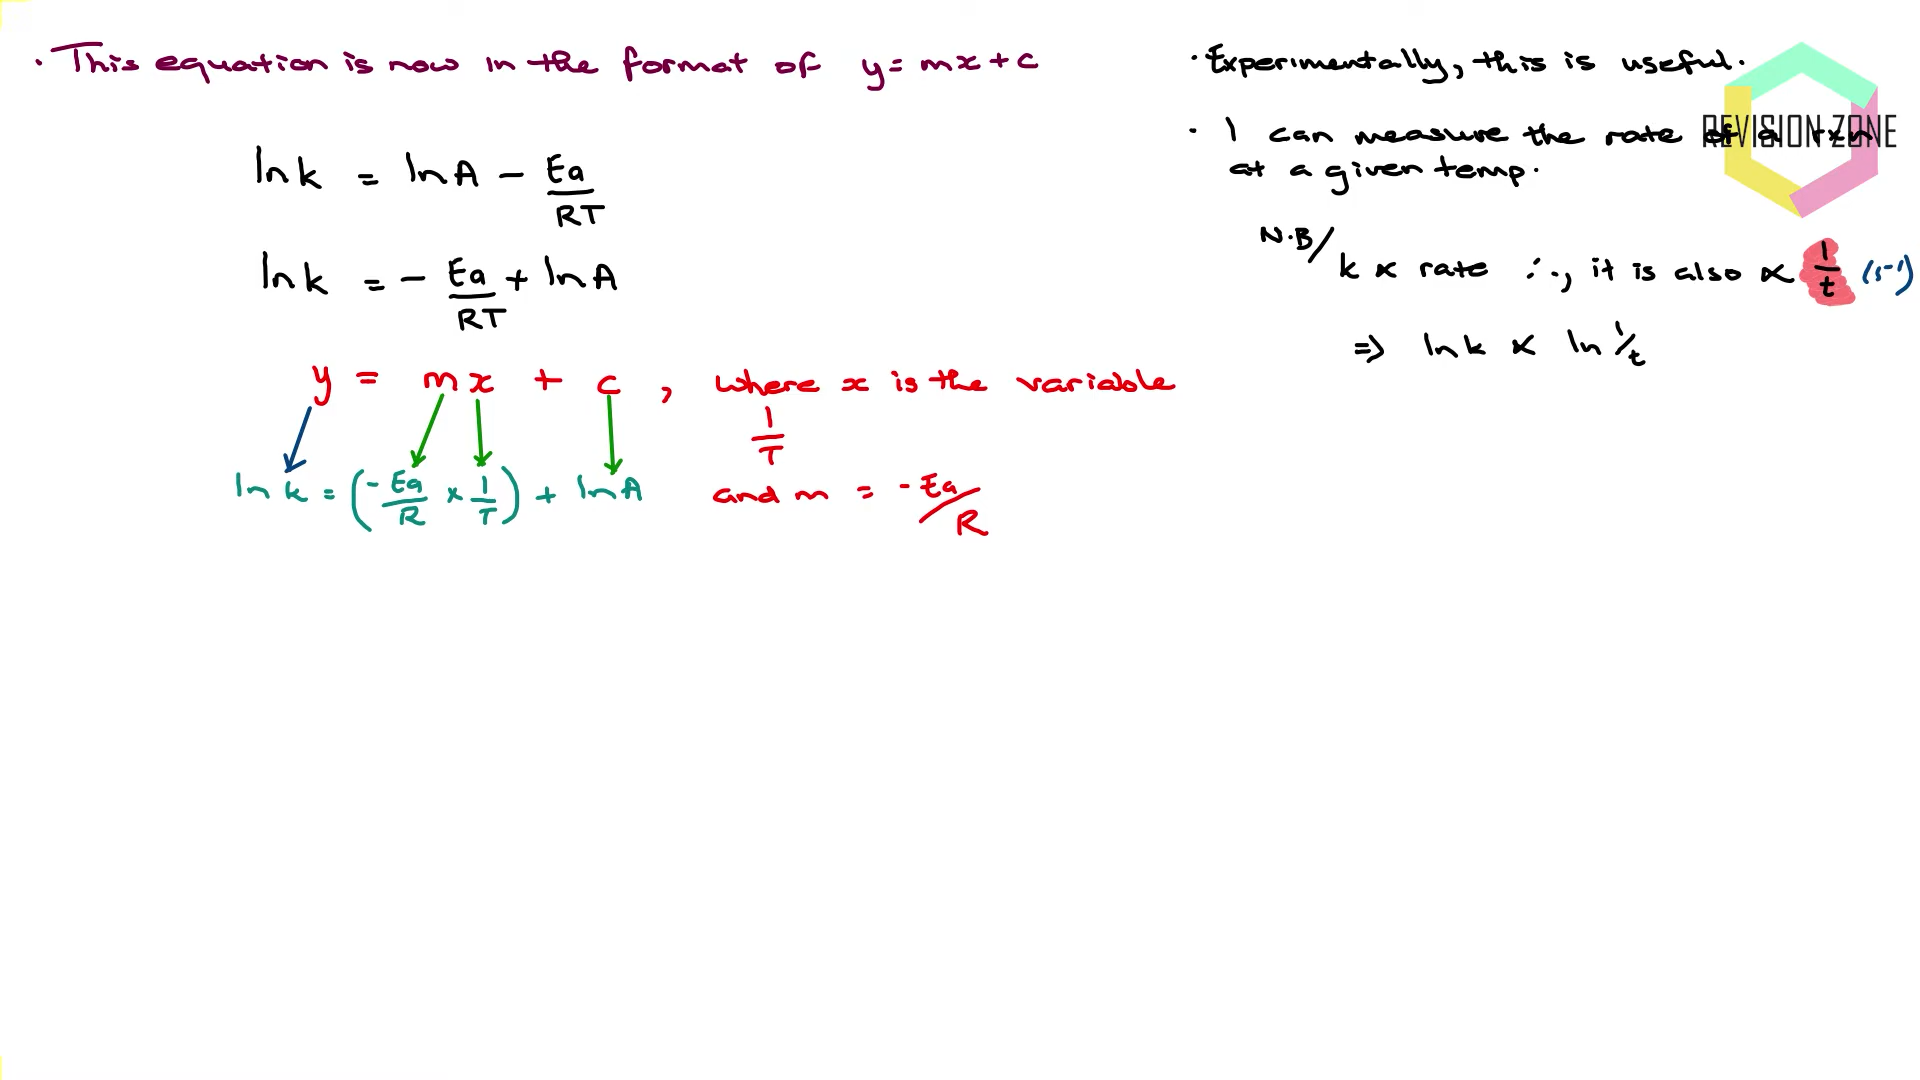 · This equation is now in the format of y = mx + c
ln k = ln A − Ea/RT
ln k = − Ea/RT + ln A
y = mx + c , where x is the variable
1/T
ln k = (− Ea/R × 1/T) + ln A and m = − Ea/R
· Experimentally, this is useful.
· I can measure the rate of a rxn
at a given temp.
REVISION ZONE
N.B/ k ∝ rate ∴, it is also ∝ 1/t (s⁻¹)
⇒ ln k ∝ ln 1/t